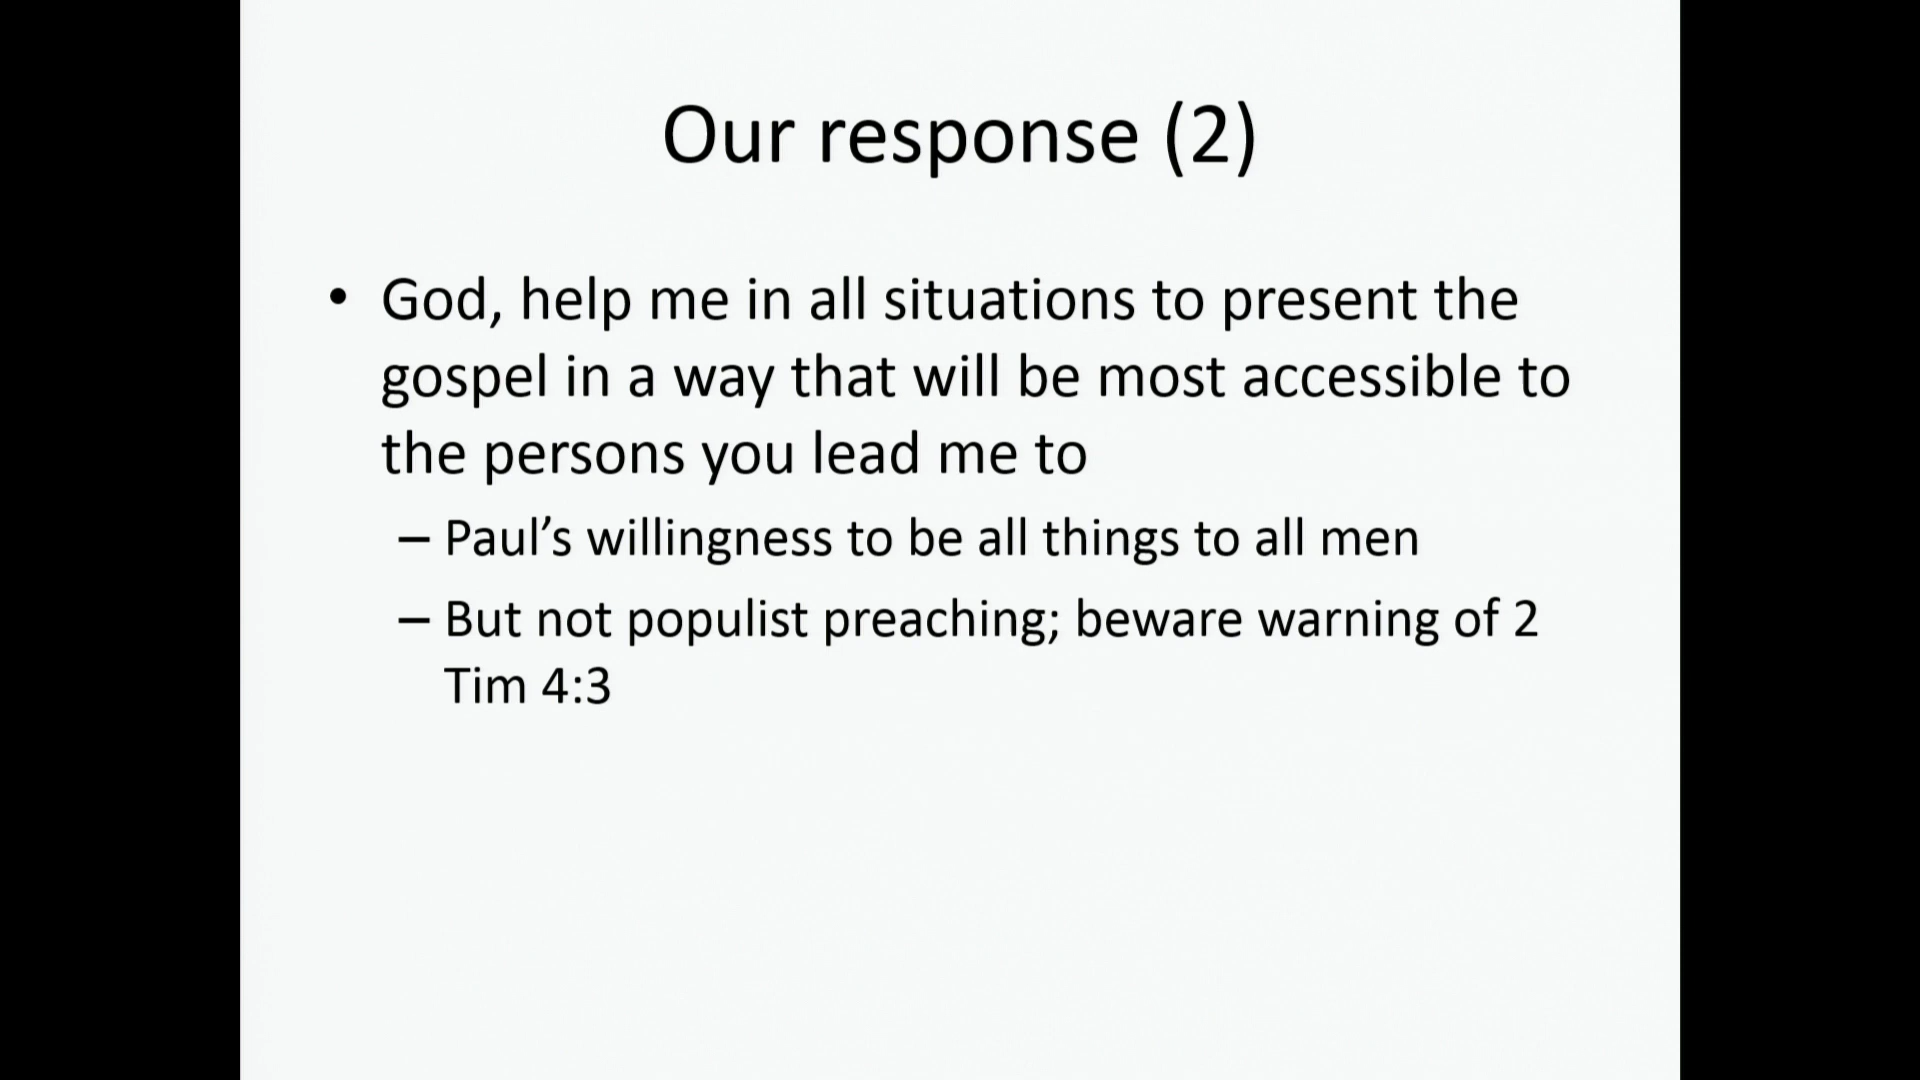 Our response (2)
• God, help me in all situations to present the
gospel in a way that will be most accessible to
the persons you lead me to
– Paul’s willingness to be all things to all men
– But not populist preaching; beware warning of 2
Tim 4:3